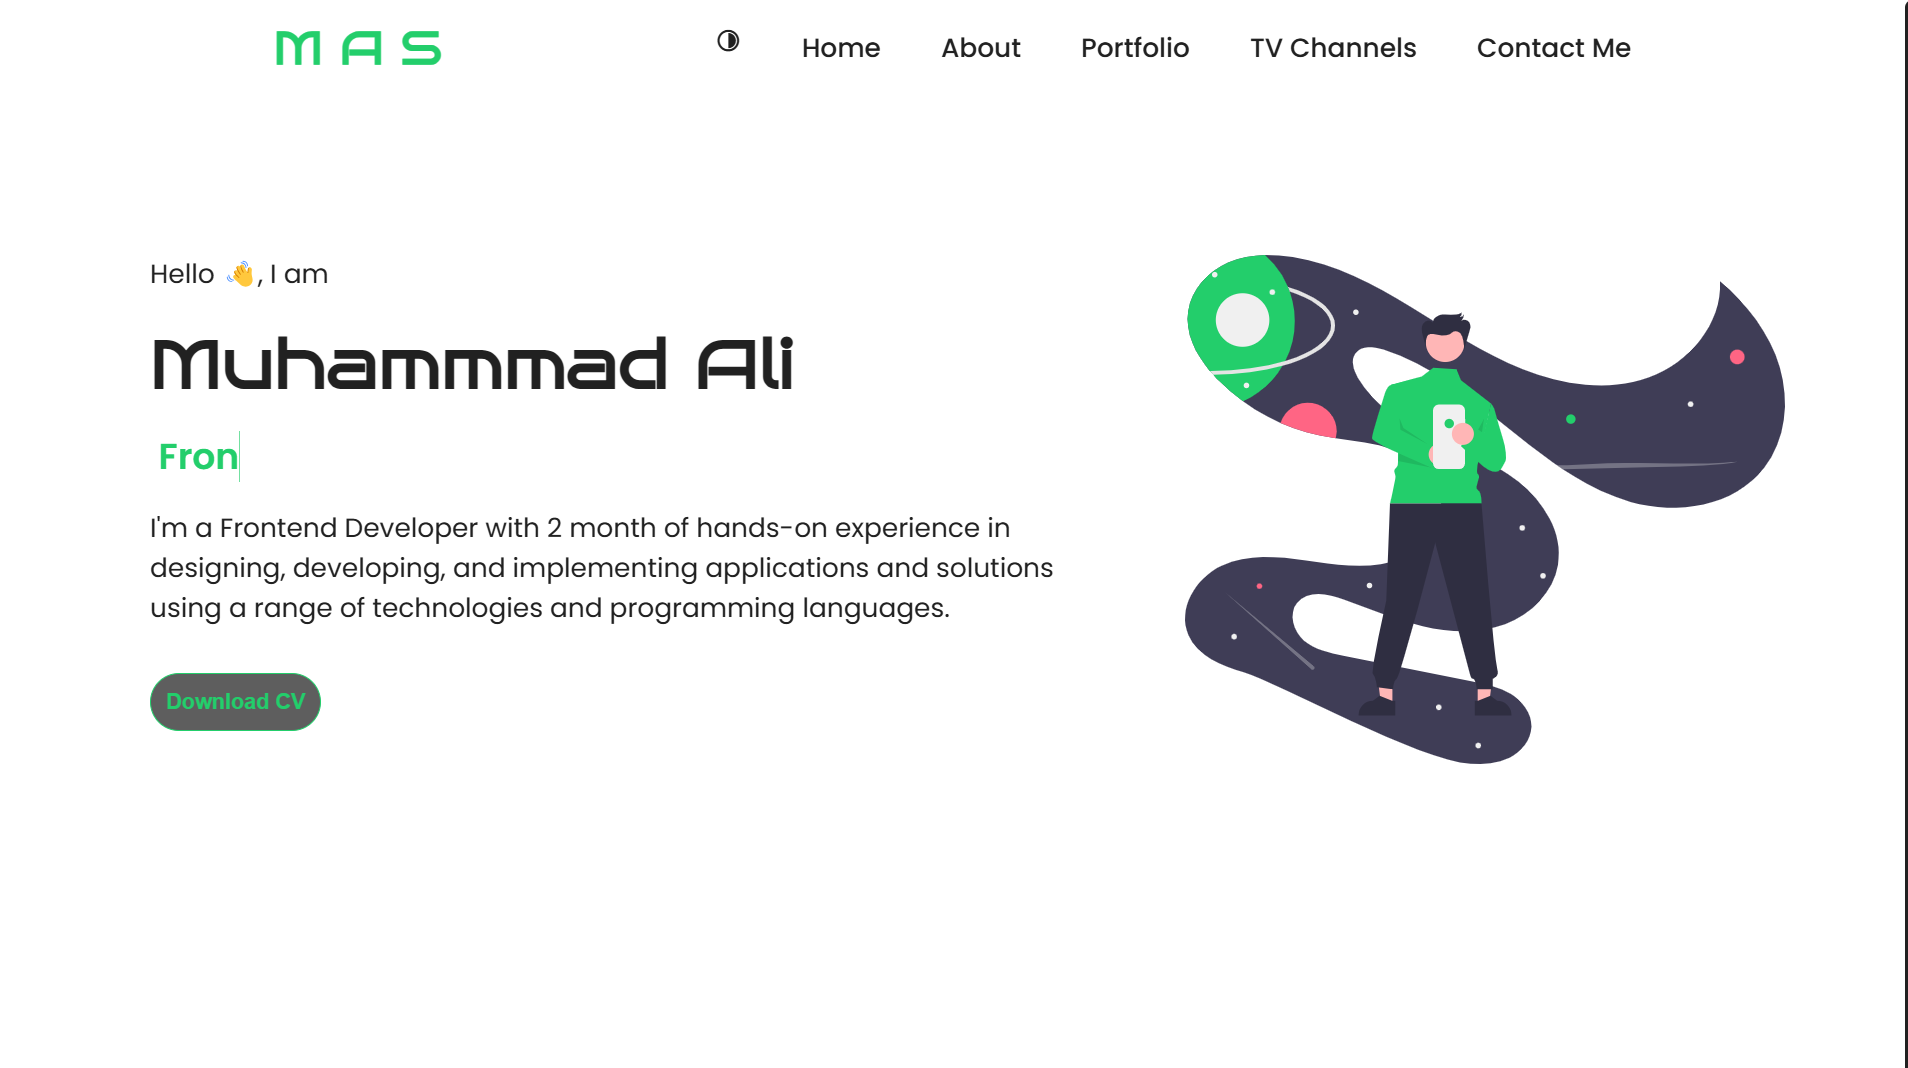 M A S
Home About Portfolio TV Channels Contact Me
Hello 👋, I am
Muhammmad Ali
Fron
I'm a Frontend Developer with 2 month of hands-on experience in
designing, developing, and implementing applications and solutions
using a range of technologies and programming languages.
Download CV